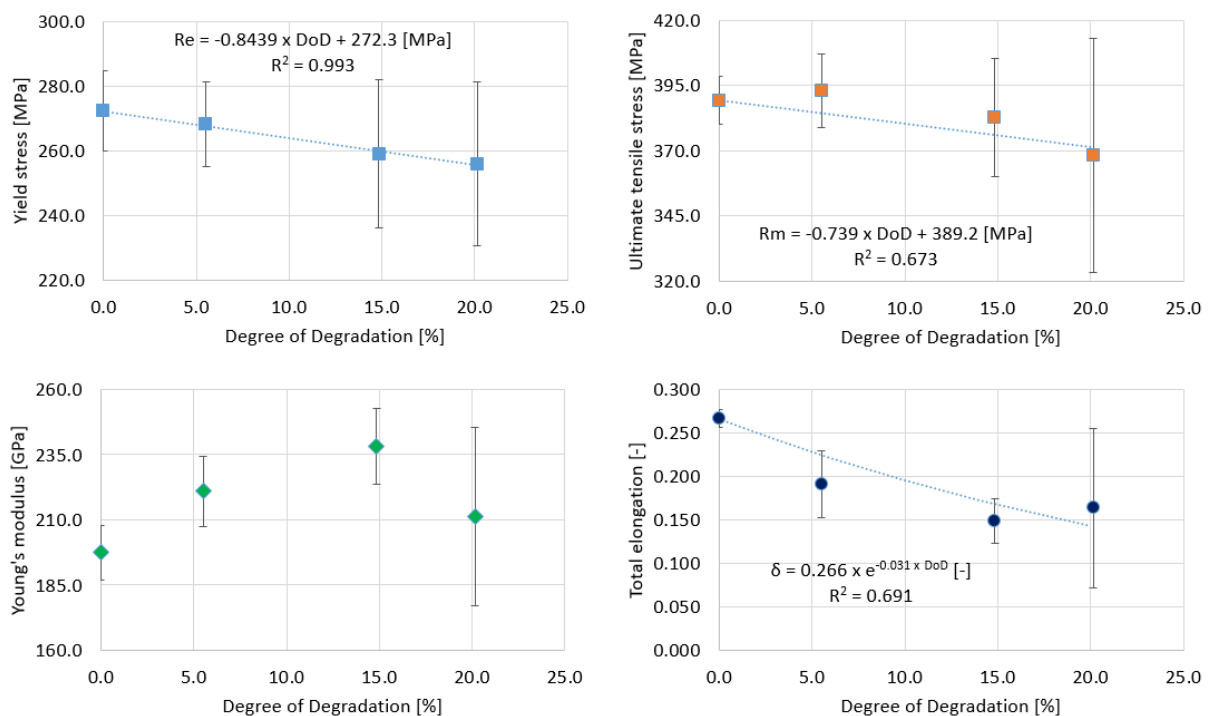 300.0
280.0
260.0
240.0
220.0
Yield stress [MPa]
Re = -0.8439 x DoD + 272.3 [MPa]
R² = 0.993
0.0 5.0 10.0 15.0 20.0 25.0
Degree of Degradation [%]
420.0
395.0
370.0
345.0
320.0
Ultimate tensile stress [MPa]
Rm = -0.739 x DoD + 389.2 [MPa]
R² = 0.673
0.0 5.0 10.0 15.0 20.0 25.0
Degree of Degradation [%]
260.0
235.0
210.0
185.0
160.0
Young's modulus [GPa]
0.0 5.0 10.0 15.0 20.0 25.0
Degree of Degradation [%]
0.300
0.250
0.200
0.150
0.100
0.050
0.000
Total elongation [-]
δ = 0.266 x e^-0.031 x DoD [-]
R² = 0.691
0.0 5.0 10.0 15.0 20.0 25.0
Degree of Degradation [%]